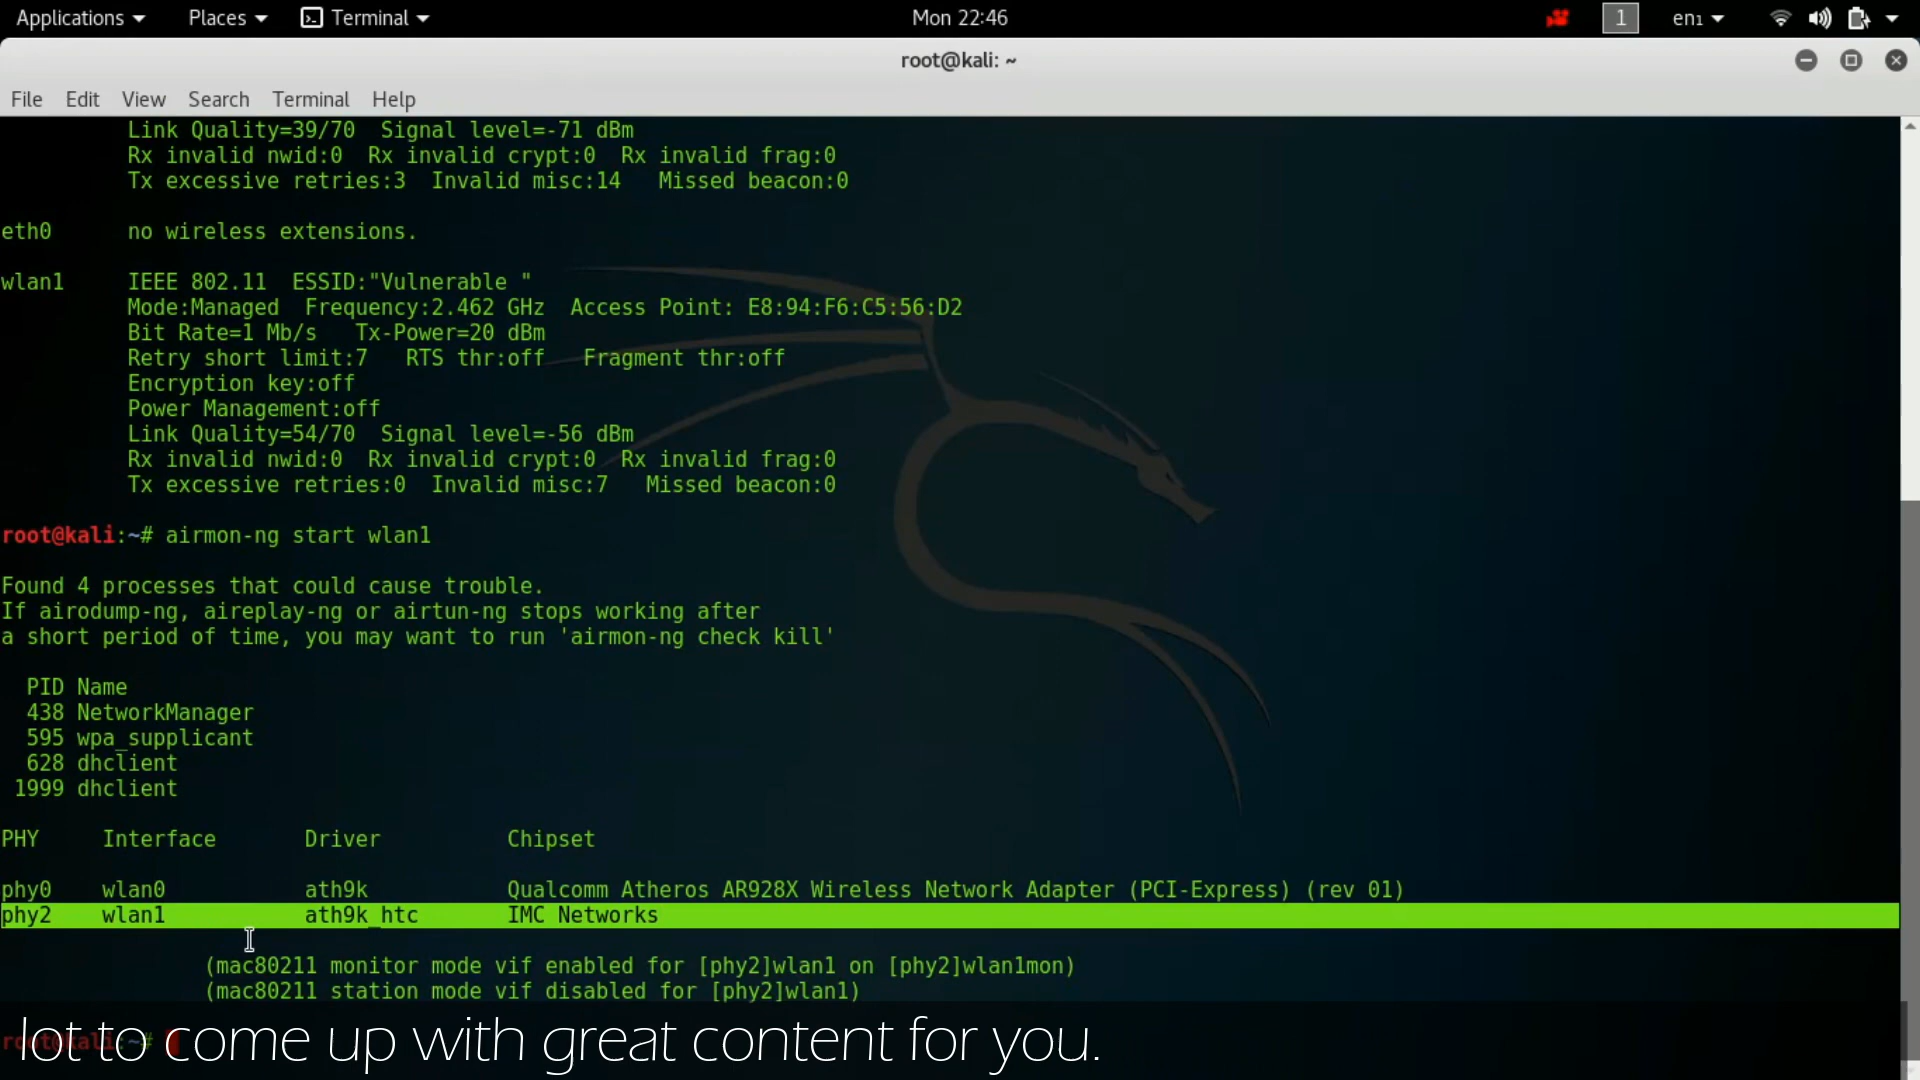 Applications Places Terminal Mon 22:46 1 en1
root@kali: ~
File Edit View Search Terminal Help
Link Quality=39/70 Signal level=-71 dBm
Rx invalid nwid:0 Rx invalid crypt:0 Rx invalid frag:0
Tx excessive retries:3 Invalid misc:14 Missed beacon:0
eth0 no wireless extensions.
wlan1 IEEE 802.11 ESSID:"Vulnerable "
Mode:Managed Frequency:2.462 GHz Access Point: E8:94:F6:C5:56:D2
Bit Rate=1 Mb/s Tx-Power=20 dBm
Retry short limit:7 RTS thr:off Fragment thr:off
Encryption key:off
Power Management:off
Link Quality=54/70 Signal level=-56 dBm
Rx invalid nwid:0 Rx invalid crypt:0 Rx invalid frag:0
Tx excessive retries:0 Invalid misc:7 Missed beacon:0
root@kali:~# airmon-ng start wlan1
Found 4 processes that could cause trouble.
If airodump-ng, aireplay-ng or airtun-ng stops working after
a short period of time, you may want to run 'airmon-ng check kill'
PID Name
438 NetworkManager
595 wpa_supplicant
628 dhclient
1999 dhclient
PHY Interface Driver Chipset
phy0 wlan0 ath9k Qualcomm Atheros AR928X Wireless Network Adapter (PCI-Express) (rev 01)
phy2 wlan1 ath9k_htc IMC Networks
(mac80211 monitor mode vif enabled for [phy2]wlan1 on [phy2]wlan1mon)
(mac80211 station mode vif disabled for [phy2]wlan1)
root@kali:~#
lot to come up with great content for you.